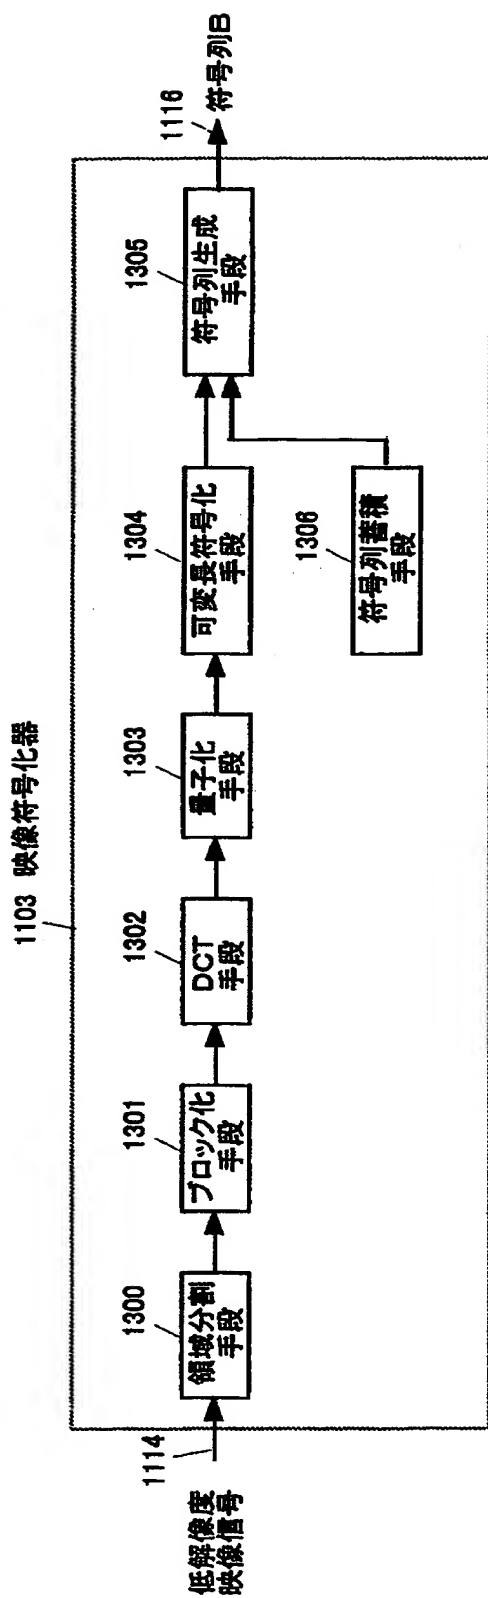 1103 映像符号化器
低解像度
映像信号
1114
1300
領域分割
手段
1301
ブロック化
手段
1302
DCT
手段
1303
量子化
手段
1304
可変長符号化
手段
1305
符号列生成
手段
1306
符号列蓄積
手段
1116
符号列B